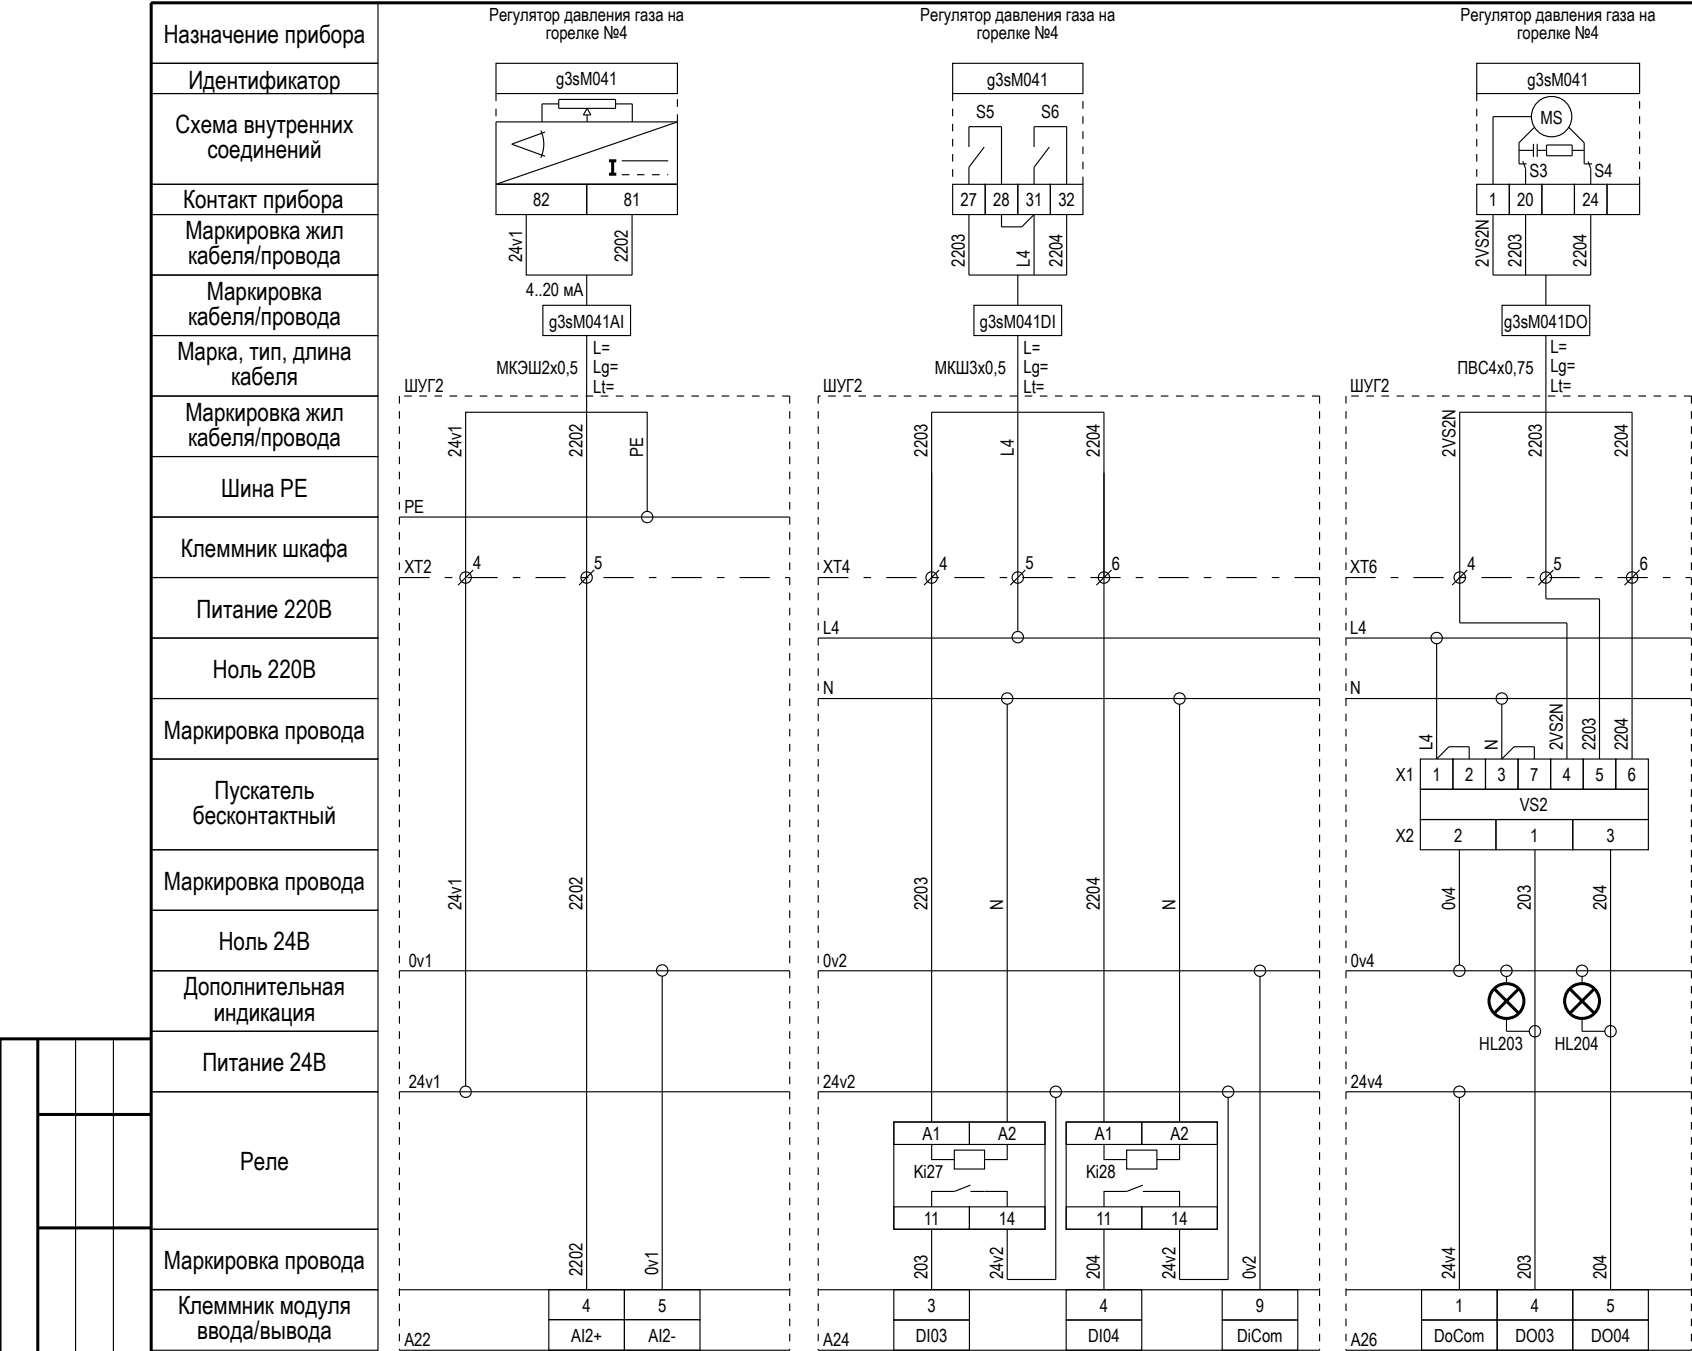 Назначение прибора
Регулятор давления газа на
горелке №4
Регулятор давления газа на
горелке №4
Регулятор давления газа на
горелке №4
Идентификатор
g3sM041
g3sM041
g3sM041
Схема внутренних
соединений
I
S5 S6
MS
S3 S4
Контакт прибора
82 81
27 28 31 32
1 20 24
Маркировка жил
кабеля/провода
24v1 2202
2203 L4 2204
2VS2N 2203 2204
Маркировка
кабеля/провода
4..20 мА
g3sM041AI
g3sM041DI
g3sM041DO
Марка, тип, длина
кабеля
МКЭШ2х0,5
L=
Lg=
Lt=
МКШ3х0,5
L=
Lg=
Lt=
ПВС4х0,75
L=
Lg=
Lt=
ШУГ2
ШУГ2
ШУГ2
Маркировка жил
кабеля/провода
24v1 2202 PE
2203 L4 2204
2VS2N 2203 2204
Шина PE
PE
Клеммник шкафа
XT2 4 5
XT4 4 5 6
XT6 4 5 6
Питание 220В
L4
L4
Ноль 220В
N
N
Маркировка провода
L4 N 2VS2N 2203 2204
Пускатель
бесконтактный
X1 1 2 3 7 4 5 6
VS2
X2 2 1 3
Маркировка провода
24v1 2202
2203 N 2204 N
0v4 203 204
Ноль 24В
0v1
0v2
0v4
Дополнительная
индикация
HL203 HL204
Питание 24В
24v1
24v2
24v4
Реле
A1 A2
Ki27
11 14
A1 A2
Ki28
11 14
Маркировка провода
2202 0v1
203 24v2 204 24v2 0v2
24v4 203 204
Клеммник модуля
ввода/вывода
A22
4 5
AI2+ AI2-
A24
3 4 9
DI03 DI04 DiCom
A26
1 4 5
DoCom DO03 DO04